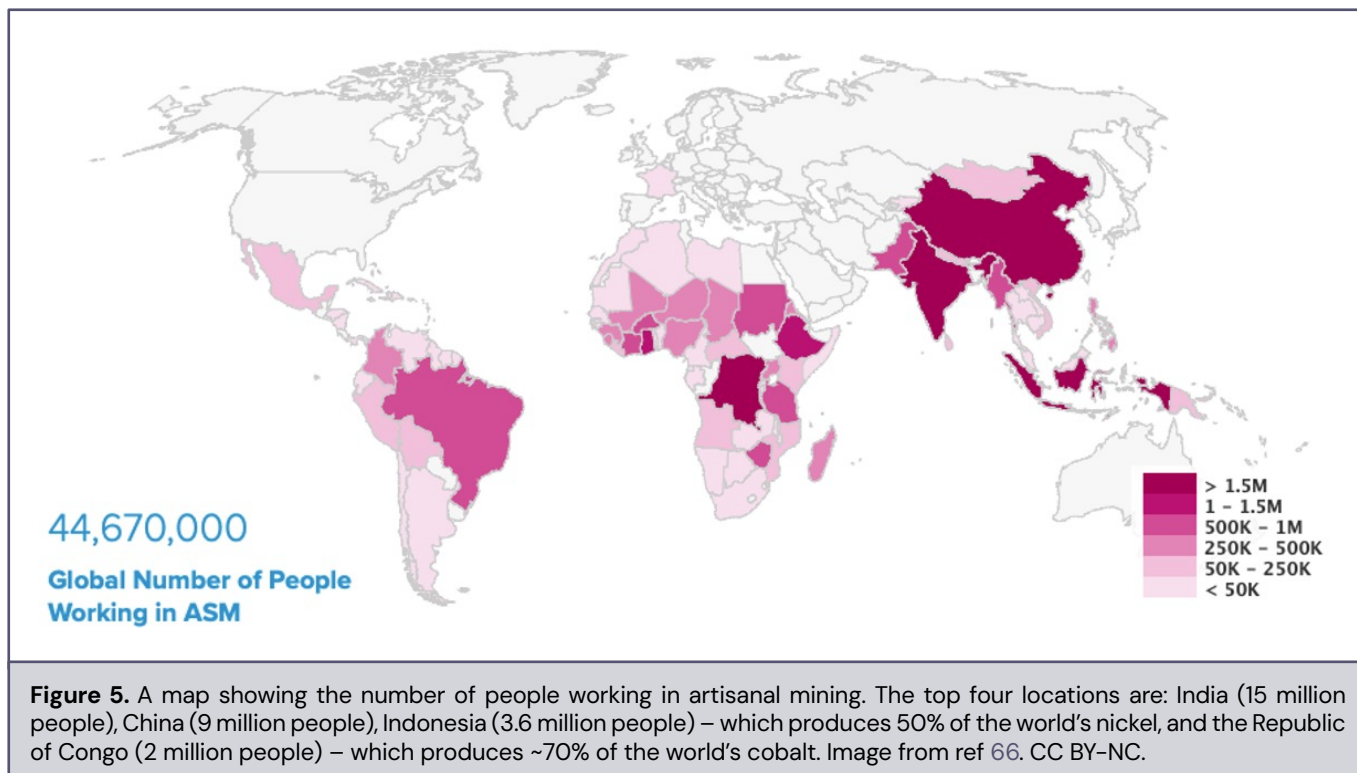 44,670,000
Global Number of People
Working in ASM
> 1.5M
1 – 1.5M
500K – 1M
250K – 500K
50K – 250K
< 50K
Figure 5. A map showing the number of people working in artisanal mining. The top four locations are: India (15 million
people), China (9 million people), Indonesia (3.6 million people) – which produces 50% of the world's nickel, and the Republic
of Congo (2 million people) – which produces ~70% of the world's cobalt. Image from ref 66. CC BY-NC.